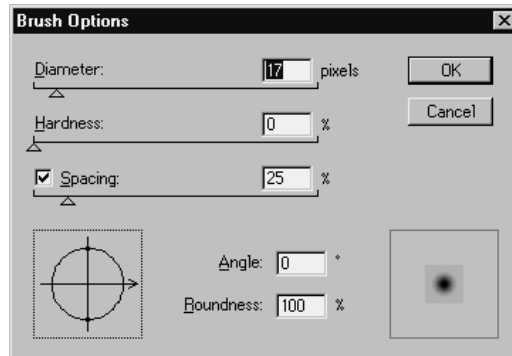 Brush Options
Diameter: 17 pixels
OK
Hardness: 0 %
Cancel
Spacing: 25 %
Angle: 0 °
Roundness: 100 %